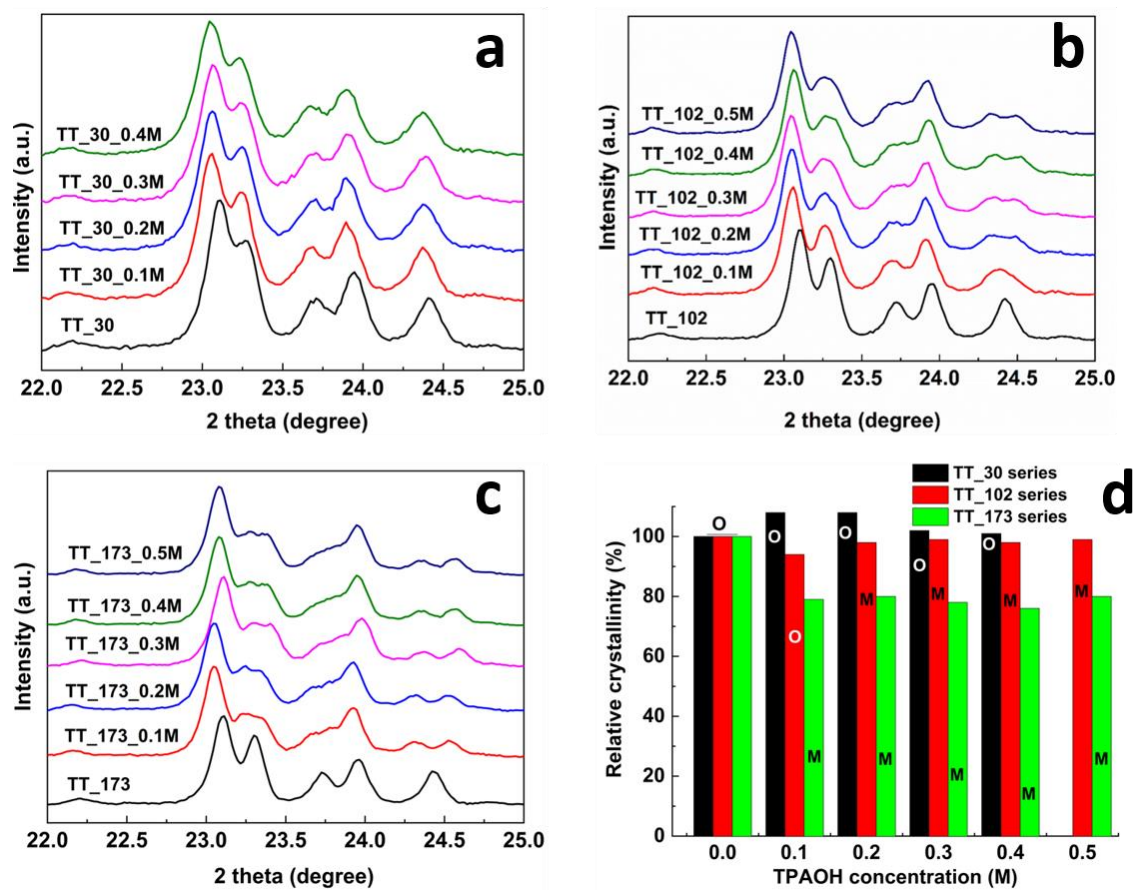 a
TT_30_0.4M
TT_30_0.3M
TT_30_0.2M
TT_30_0.1M
TT_30
Intensity (a.u.)
22.0 22.5 23.0 23.5 24.0 24.5 25.0
2 theta (degree)
b
TT_102_0.5M
TT_102_0.4M
TT_102_0.3M
TT_102_0.2M
TT_102_0.1M
TT_102
Intensity (a.u.)
22.0 22.5 23.0 23.5 24.0 24.5 25.0
2 theta (degree)
c
TT_173_0.5M
TT_173_0.4M
TT_173_0.3M
TT_173_0.2M
TT_173_0.1M
TT_173
Intensity (a.u.)
22.0 22.5 23.0 23.5 24.0 24.5 25.0
2 theta (degree)
d
TT_30 series
TT_102 series
TT_173 series
Relative crystallinity (%)
100
80
60
40
20
0
O
O O O O
O
M M M M
M M M M M
0.0 0.1 0.2 0.3 0.4 0.5
TPAOH concentration (M)